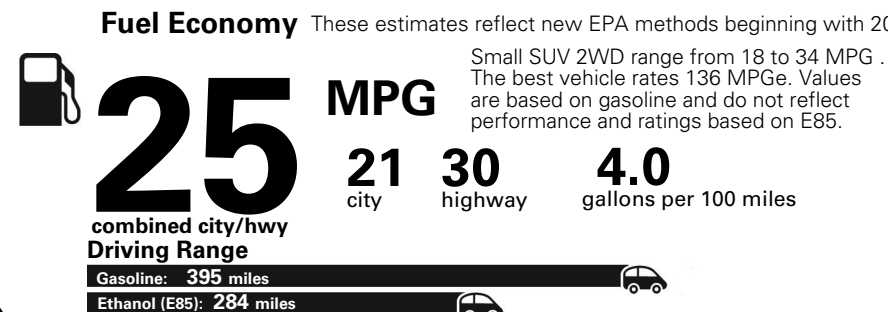 Fuel Economy These estimates reflect new EPA methods beginning with
Small SUV 2WD range from 18 to 34 MPG .
The best vehicle rates 136 MPGe. Values
are based on gasoline and do not reflect
performance and ratings based on E85.
25 MPG
21 30 4.0
city highway gallons per 100 miles
combined city/hwy
Driving Range
Gasoline: 395 miles
Ethanol (E85): 284 miles